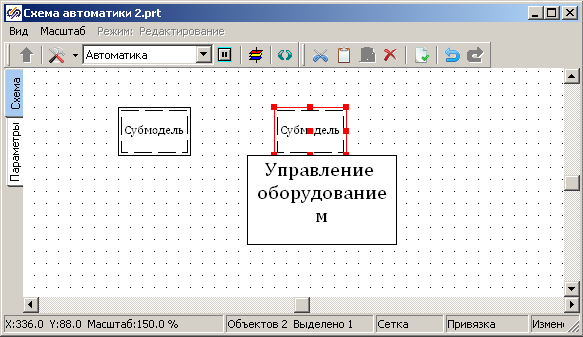 Схема автоматики 2.prt
Вид Масштаб Режим: Редактирование
Автоматика
Схема
Параметры
Субмодель
Субмодель
Управление
оборудование
м
X:336.0 Y:88.0 Масштаб:150.0 % Объектов 2 Выделено 1 Сетка Привязка Измене